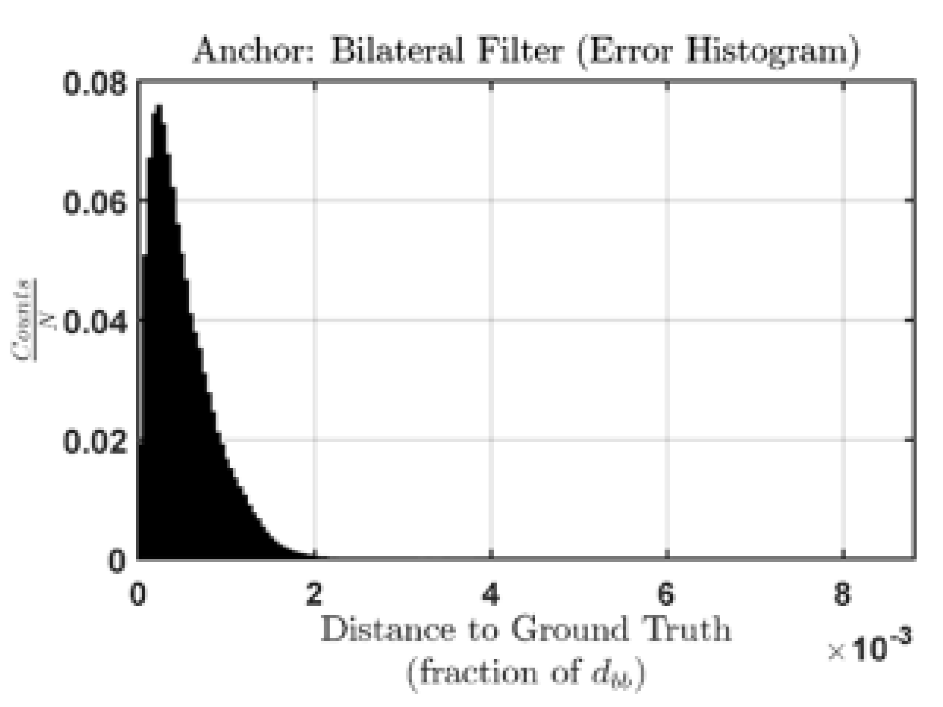 Anchor: Bilateral Filter (Error Histogram)
0.08
0.06
0.04
0.02
0
Counts
N
0 2 4 6 8
Distance to Ground Truth
× 10⁻³
(fraction of d_ω)